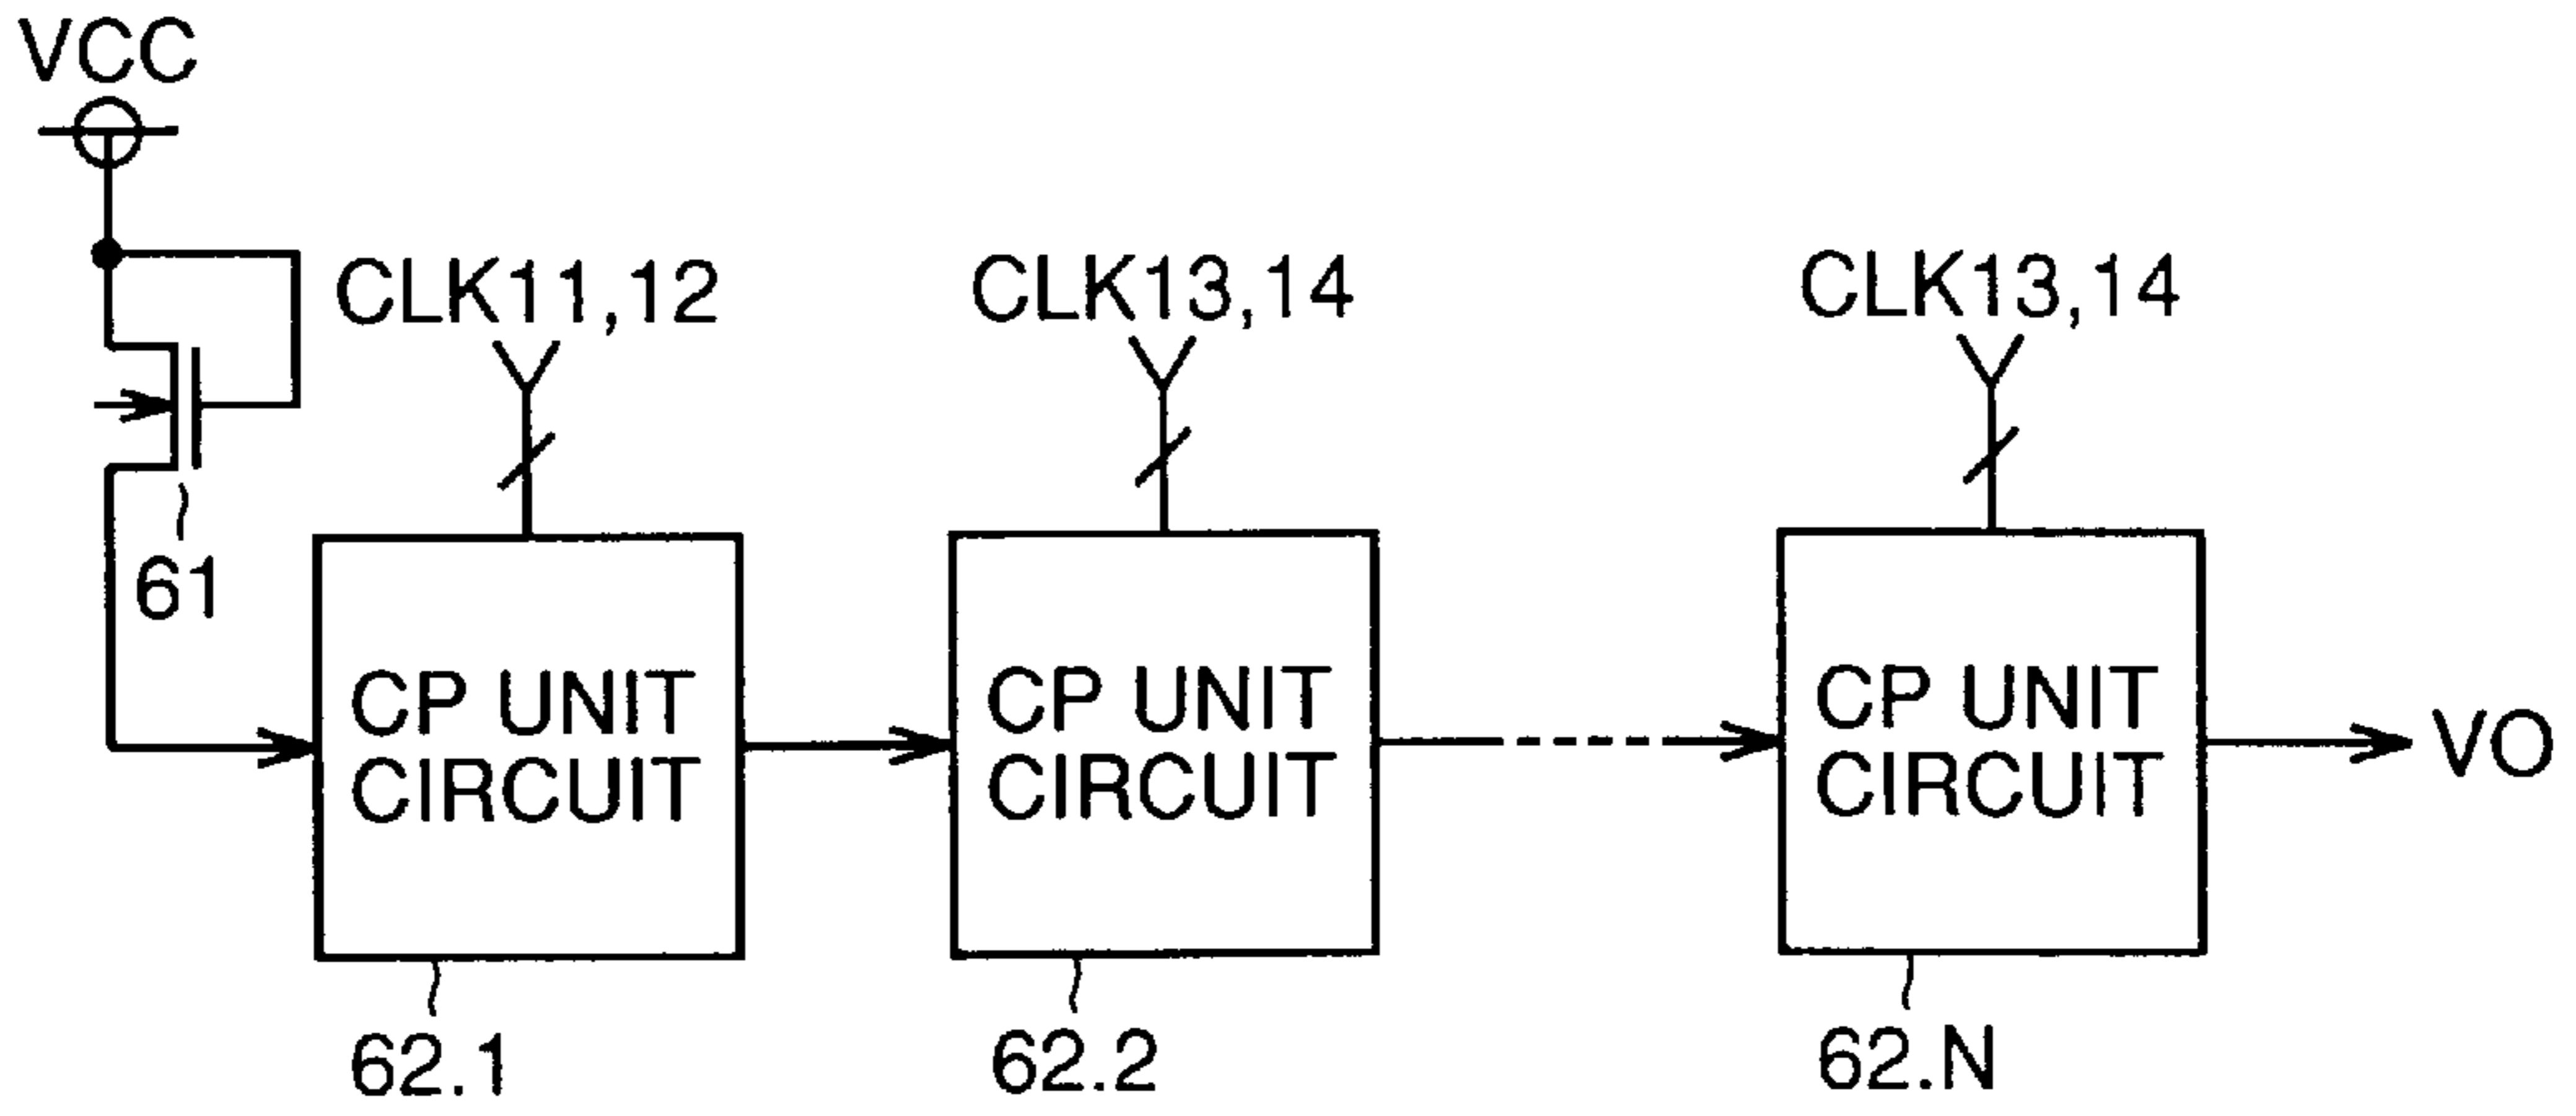 VCC
CLK11,12
CLK13,14
CLK13,14
61
CP UNIT
CIRCUIT
CP UNIT
CIRCUIT
CP UNIT
CIRCUIT
VO
62.1
62.2
62.N